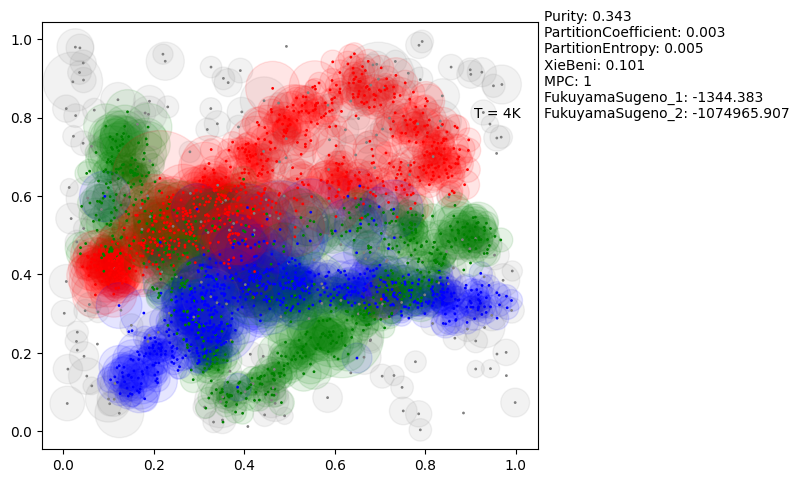 Purity: 0.343
PartitionCoefficient: 0.003
PartitionEntropy: 0.005
XieBeni: 0.101
MPC: 1
FukuyamaSugeno_1: -1344.383
FukuyamaSugeno_2: -1074965.907
T = 4K
1.0
0.8
0.6
0.4
0.2
0.0
0.0 0.2 0.4 0.6 0.8 1.0